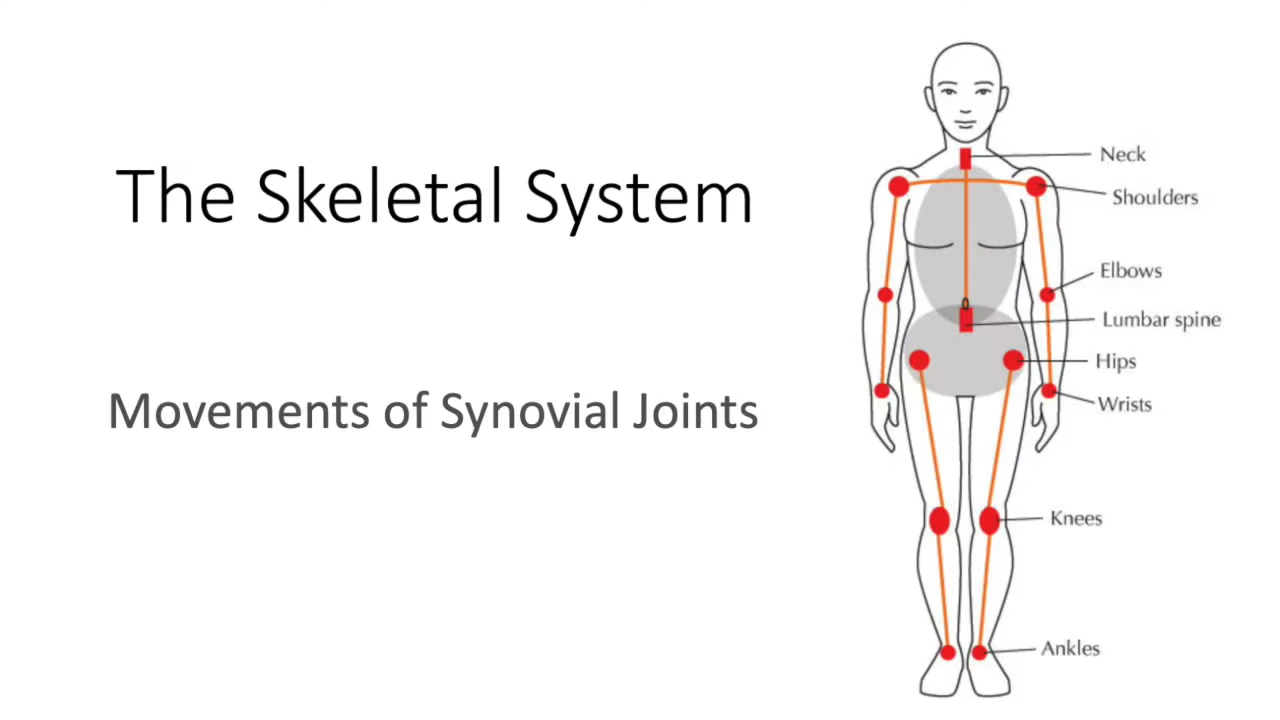 The Skeletal System
Movements of Synovial Joints
Neck
Shoulders
Elbows
Lumbar spine
Hips
Wrists
Knees
Ankles